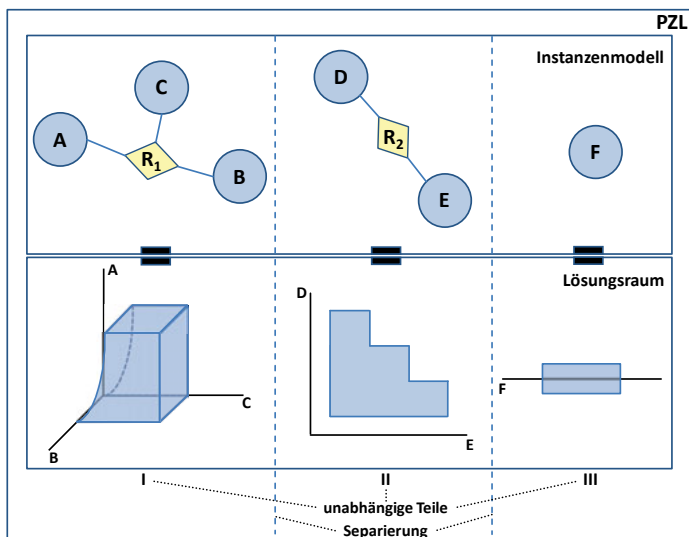 PZL
Instanzenmodell
A
C
R1
B
D
R2
E
F
Lösungsraum
A
B
C
D
E
F
I
II
III
unabhängige Teile
Separierung